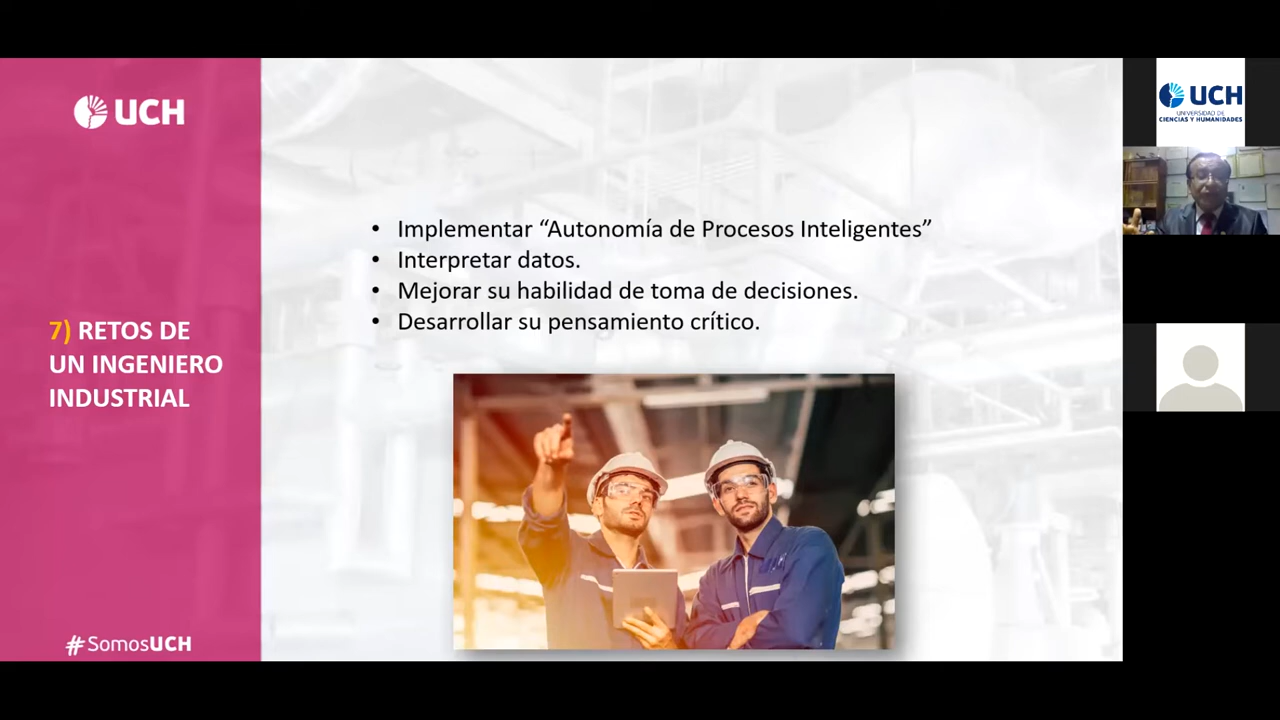 UCH
7) RETOS DE
UN INGENIERO
INDUSTRIAL
#SomosUCH
• Implementar “Autonomía de Procesos Inteligentes”
• Interpretar datos.
• Mejorar su habilidad de toma de decisiones.
• Desarrollar su pensamiento crítico.
UCH
UNIVERSIDAD DE
CIENCIAS Y HUMANIDADES